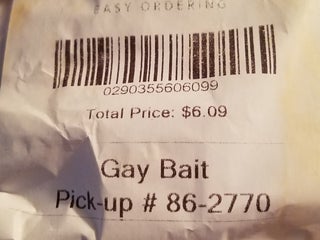 EASY ORDERING
0290355606099
Total Price: $6.09
Gay Bait
Pick-up # 86-2770